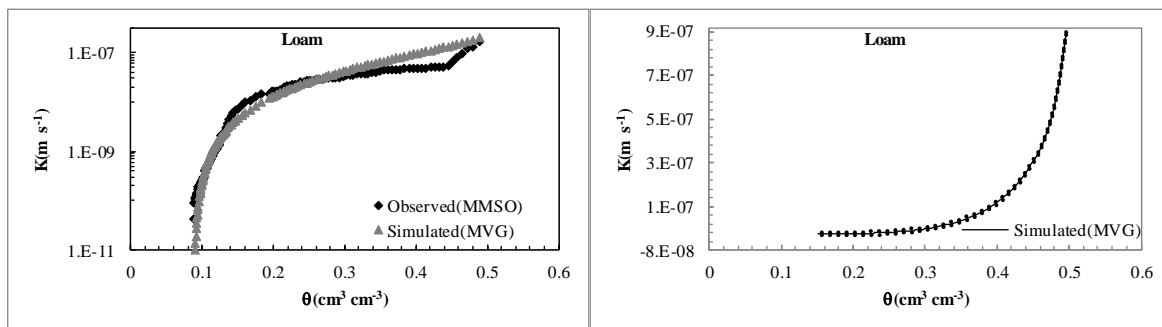 Loam
1.E-07
1.E-09
1.E-11
K(m s⁻¹)
0 0.1 0.2 0.3 0.4 0.5 0.6
θ(cm³ cm⁻³)
Observed(MMSO)
Simulated(MVG)
Loam
9.E-07
7.E-07
5.E-07
3.E-07
1.E-07
-8.E-08
K(m s⁻¹)
0 0.1 0.2 0.3 0.4 0.5 0.6
θ(cm³ cm⁻³)
Simulated(MVG)